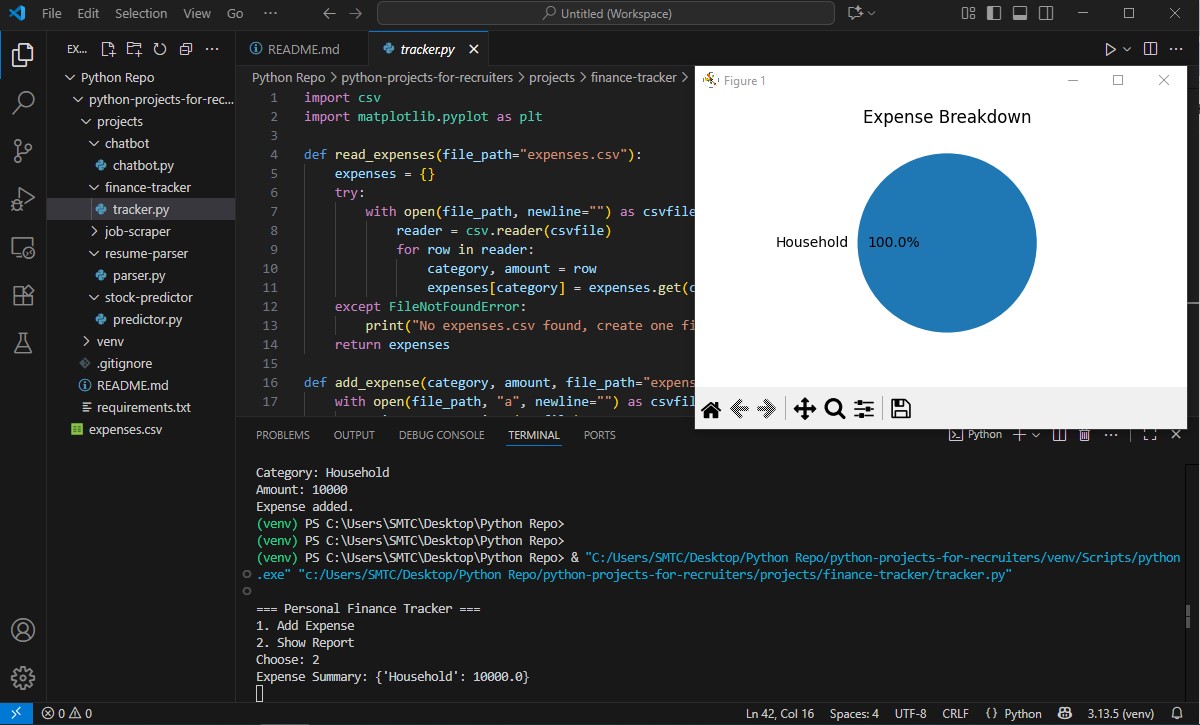 File Edit Selection View Go ··· Untitled (Workspace)
EX... ···
Python Repo
python-projects-for-rec...
projects
chatbot
chatbot.py
finance-tracker
tracker.py
job-scraper
resume-parser
parser.py
stock-predictor
predictor.py
venv
.gitignore
README.md
requirements.txt
expenses.csv
README.md tracker.py
Python Repo > python-projects-for-recruiters > projects > finance-tracker >
1 import csv
2 import matplotlib.pyplot as plt
3
4 def read_expenses(file_path="expenses.csv"):
5 expenses = {}
6 try:
7 with open(file_path, newline="") as csvfile
8 reader = csv.reader(csvfile)
9 for row in reader:
10 category, amount = row
11 expenses[category] = expenses.get(c
12 except FileNotFoundError:
13 print("No expenses.csv found, create one fi
14 return expenses
15
16 def add_expense(category, amount, file_path="expens
17 with open(file_path, "a", newline="") as csvfil
Figure 1
Expense Breakdown
Household 100.0%
PROBLEMS OUTPUT DEBUG CONSOLE TERMINAL PORTS
Python
Category: Household
Amount: 10000
Expense added.
(venv) PS C:\Users\SMTC\Desktop\Python Repo>
(venv) PS C:\Users\SMTC\Desktop\Python Repo>
(venv) PS C:\Users\SMTC\Desktop\Python Repo> & "C:/Users/SMTC/Desktop/Python Repo/python-projects-for-recruiters/venv/Scripts/python
.exe" "c:/Users/SMTC/Desktop/Python Repo/python-projects-for-recruiters/projects/finance-tracker/tracker.py"
=== Personal Finance Tracker ===
1. Add Expense
2. Show Report
Choose: 2
Expense Summary: {'Household': 10000.0}
0 0 Ln 42, Col 16 Spaces: 4 UTF-8 CRLF {} Python 3.13.5 (venv)